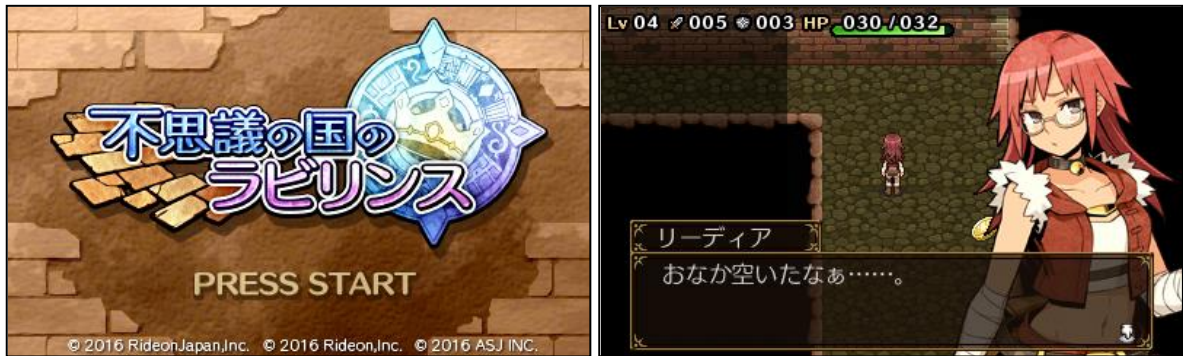 不思議の国の
ラビリンス
PRESS START
© 2016 RideonJapan,Inc. © 2016 Rideon,Inc. © 2016 ASJ INC.
Lv 04 005 003 HP 030/032
リーディア
おなか空いたなぁ……。